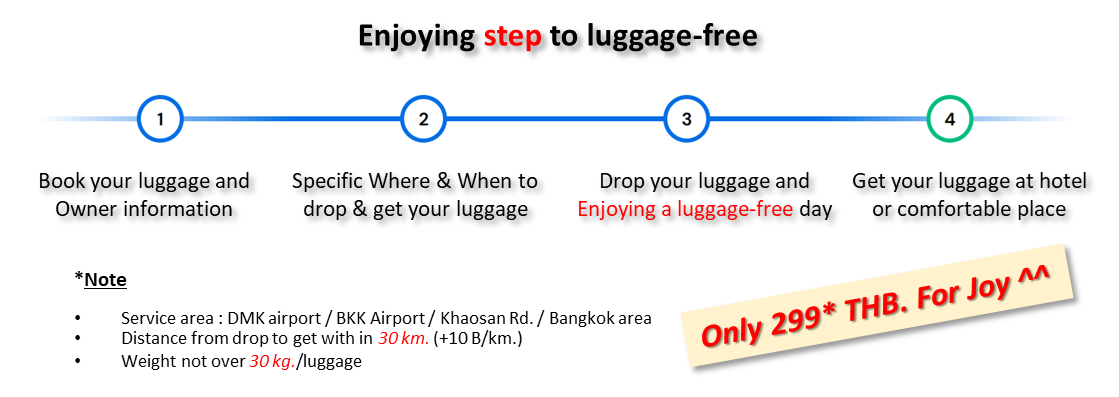 Enjoying step to luggage-free
1
2
3
4
Book your luggage and
Owner information
Specific Where & When to
drop & get your luggage
Drop your luggage and
Enjoying a luggage-free day
Get your luggage at hotel
or comfortable place
*Note
• Service area : DMK airport / BKK Airport / Khaosan Rd. / Bangkok area
• Distance from drop to get with in 30 km. (+10 B/km.)
• Weight not over 30 kg./luggage
Only 299* THB. For Joy ^^